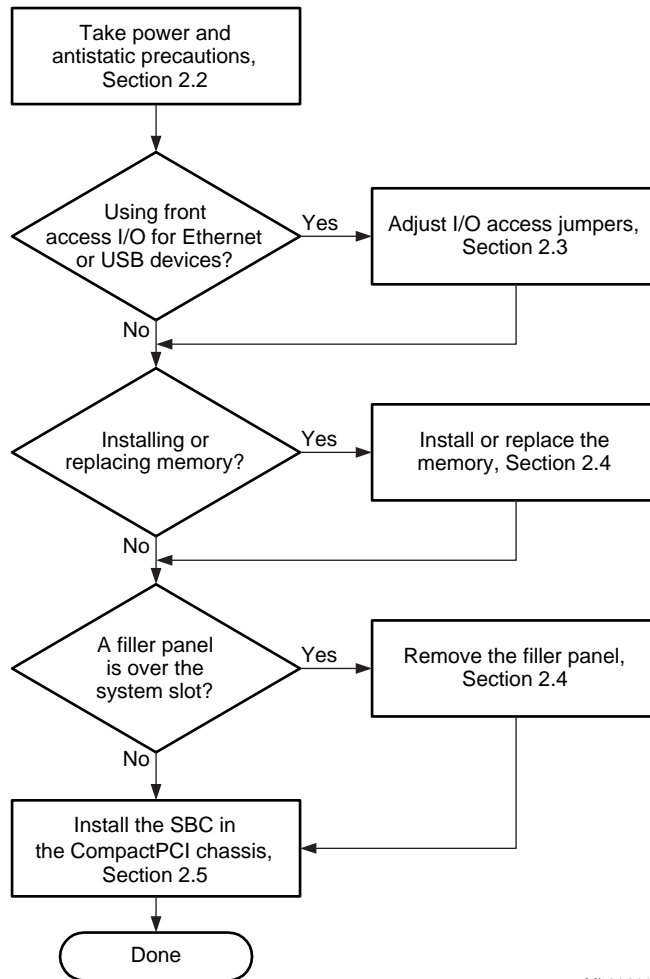 Take power and
antistatic precautions,
Section 2.2
Using front
access I/O for Ethernet
or USB devices?
Yes
Adjust I/O access jumpers,
Section 2.3
No
Installing or
replacing memory?
Yes
Install or replace the
memory, Section 2.4
No
A filler panel
is over the
system slot?
Yes
Remove the filler panel,
Section 2.4
No
Install the SBC in
the CompactPCI chassis,
Section 2.5
Done